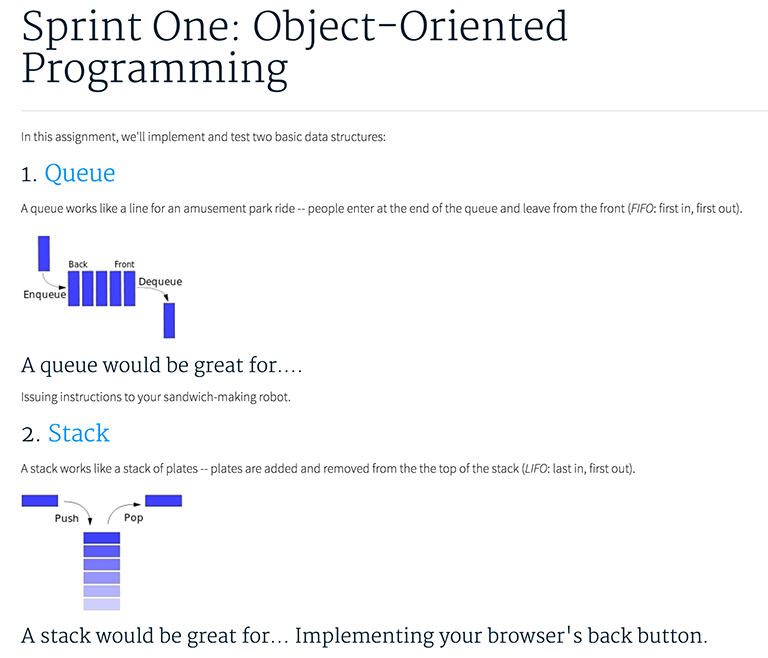 Sprint One: Object-Oriented
Programming
In this assignment, we'll implement and test two basic data structures:
1. Queue
A queue works like a line for an amusement park ride -- people enter at the end of the queue and leave from the front (FIFO: first in, first out).
Back Front
Dequeue
Enqueue
A queue would be great for....
Issuing instructions to your sandwich-making robot.
2. Stack
A stack works like a stack of plates -- plates are added and removed from the the top of the stack (LIFO: last in, first out).
Push Pop
A stack would be great for... Implementing your browser's back button.